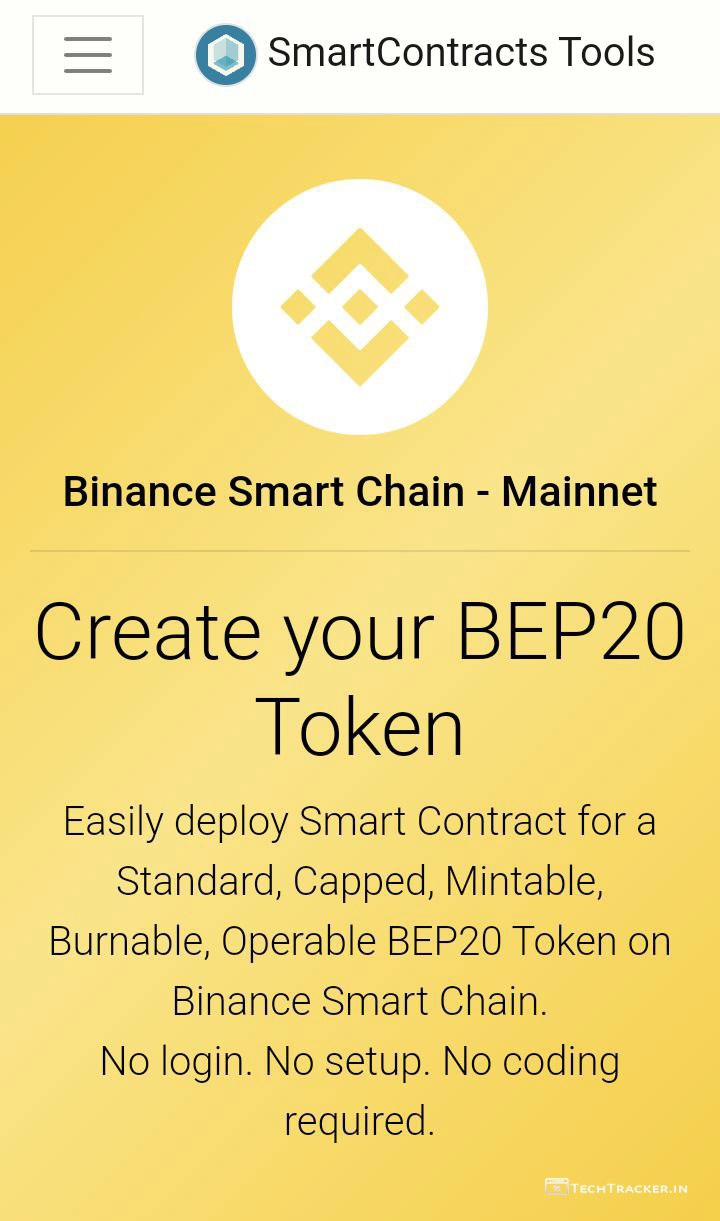 SmartContracts Tools
Binance Smart Chain - Mainnet
Create your BEP20
Token
Easily deploy Smart Contract for a
Standard, Capped, Mintable,
Burnable, Operable BEP20 Token on
Binance Smart Chain.
No login. No setup. No coding
required.
TECHTRACKER.IN